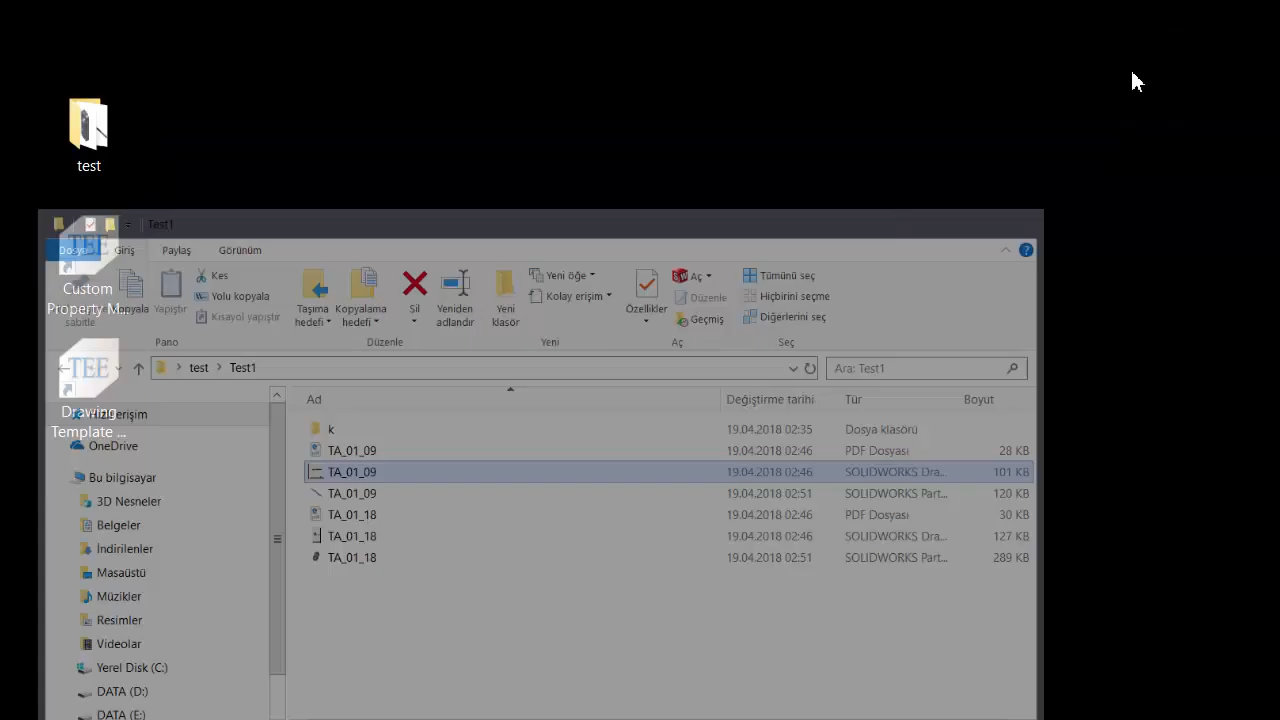 test
Test1
Dosya Giriş Paylaş Görünüm
Kes
Yolu kopyala
Kısayol yapıştır
Kopyala Yapıştır
sabitle
Taşıma hedefi
Kopyalama hedefi
Sil
Yeniden adlandır
Yeni klasör
Yeni öğe
Kolay erişim
Özellikler
Aç
Düzenle
Geçmiş
Tümünü seç
Hiçbirini seçme
Diğerlerini seç
Pano Düzenle Yeni Aç Seç
TEE
Custom
Property M...
test Test1 Ara: Test1
TEE
Drawing
Template ...
Hızlı erişim
OneDrive
Bu bilgisayar
3D Nesneler
Belgeler
İndirilenler
Masaüstü
Müzikler
Resimler
Videolar
Yerel Disk (C:)
DATA (D:)
DATA (E:)
Ad Değiştirme tarihi Tür Boyut
k 19.04.2018 02:35 Dosya klasörü
TA_01_09 19.04.2018 02:46 PDF Dosyası 28 KB
TA_01_09 19.04.2018 02:46 SOLIDWORKS Dra... 101 KB
TA_01_09 19.04.2018 02:51 SOLIDWORKS Part... 120 KB
TA_01_18 19.04.2018 02:46 PDF Dosyası 30 KB
TA_01_18 19.04.2018 02:46 SOLIDWORKS Dra... 127 KB
TA_01_18 19.04.2018 02:51 SOLIDWORKS Part... 289 KB